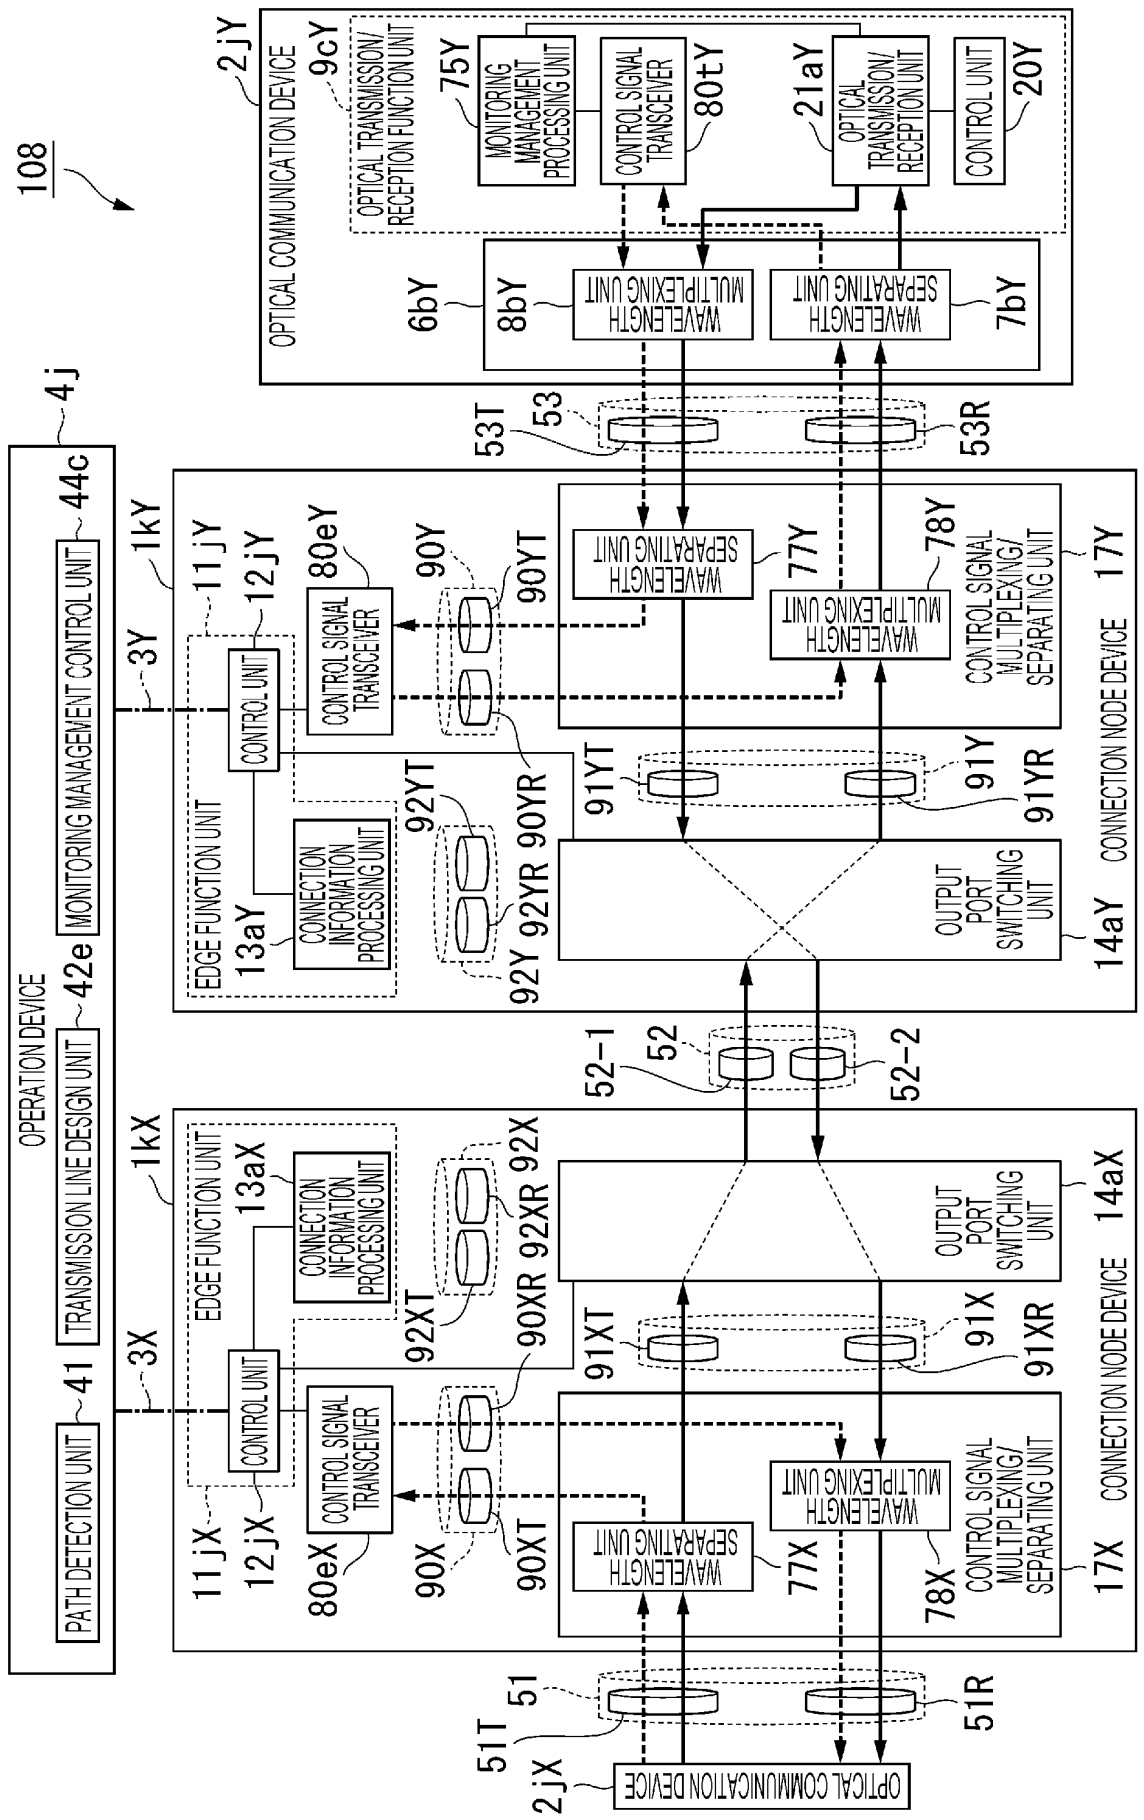 108
OPERATION DEVICE
4j
PATH DETECTION UNIT
41
TRANSMISSION LINE DESIGN UNIT
42e
MONITORING MANAGEMENT CONTROL UNIT
44c
3X
3Y
1kX
EDGE FUNCTION UNIT
11jX
CONTROL UNIT
12jX
CONNECTION
INFORMATION
PROCESSING UNIT
13aX
CONTROL SIGNAL
TRANSCEIVER
80eX
90X
90XT
90XR
92X
92XT
92XR
WAVELENGTH
SEPARATING UNIT
77X
WAVELENGTH
MULTIPLEXING UNIT
78X
CONTROL SIGNAL
MULTIPLEXING/
SEPARATING UNIT
17X
91XT
91X
91XR
OUTPUT
PORT
SWITCHING
UNIT
14aX
CONNECTION NODE DEVICE
51
51T
51R
OPTICAL COMMUNICATION DEVICE
2jX
52
52-1
52-2
1kY
EDGE FUNCTION UNIT
11jY
CONTROL UNIT
12jY
CONNECTION
INFORMATION
PROCESSING UNIT
13aY
CONTROL SIGNAL
TRANSCEIVER
80eY
90Y
90YT
90YR
92Y
92YR
92YT
WAVELENGTH
SEPARATING UNIT
77Y
WAVELENGTH
MULTIPLEXING UNIT
78Y
CONTROL SIGNAL
MULTIPLEXING/
SEPARATING UNIT
17Y
91YT
91Y
91YR
OUTPUT
PORT
SWITCHING
UNIT
14aY
CONNECTION NODE DEVICE
53
53T
53R
2jY
OPTICAL COMMUNICATION DEVICE
9cY
OPTICAL TRANSMISSION/
RECEPTION FUNCTION UNIT
6bY
8bY
WAVELENGTH
MULTIPLEXING UNIT
WAVELENGTH
SEPARATING UNIT
7bY
75Y
MONITORING
MANAGEMENT
PROCESSING UNIT
CONTROL SIGNAL
TRANSCEIVER
80tY
21aY
OPTICAL
TRANSMISSION/
RECEPTION UNIT
CONTROL UNIT
20Y